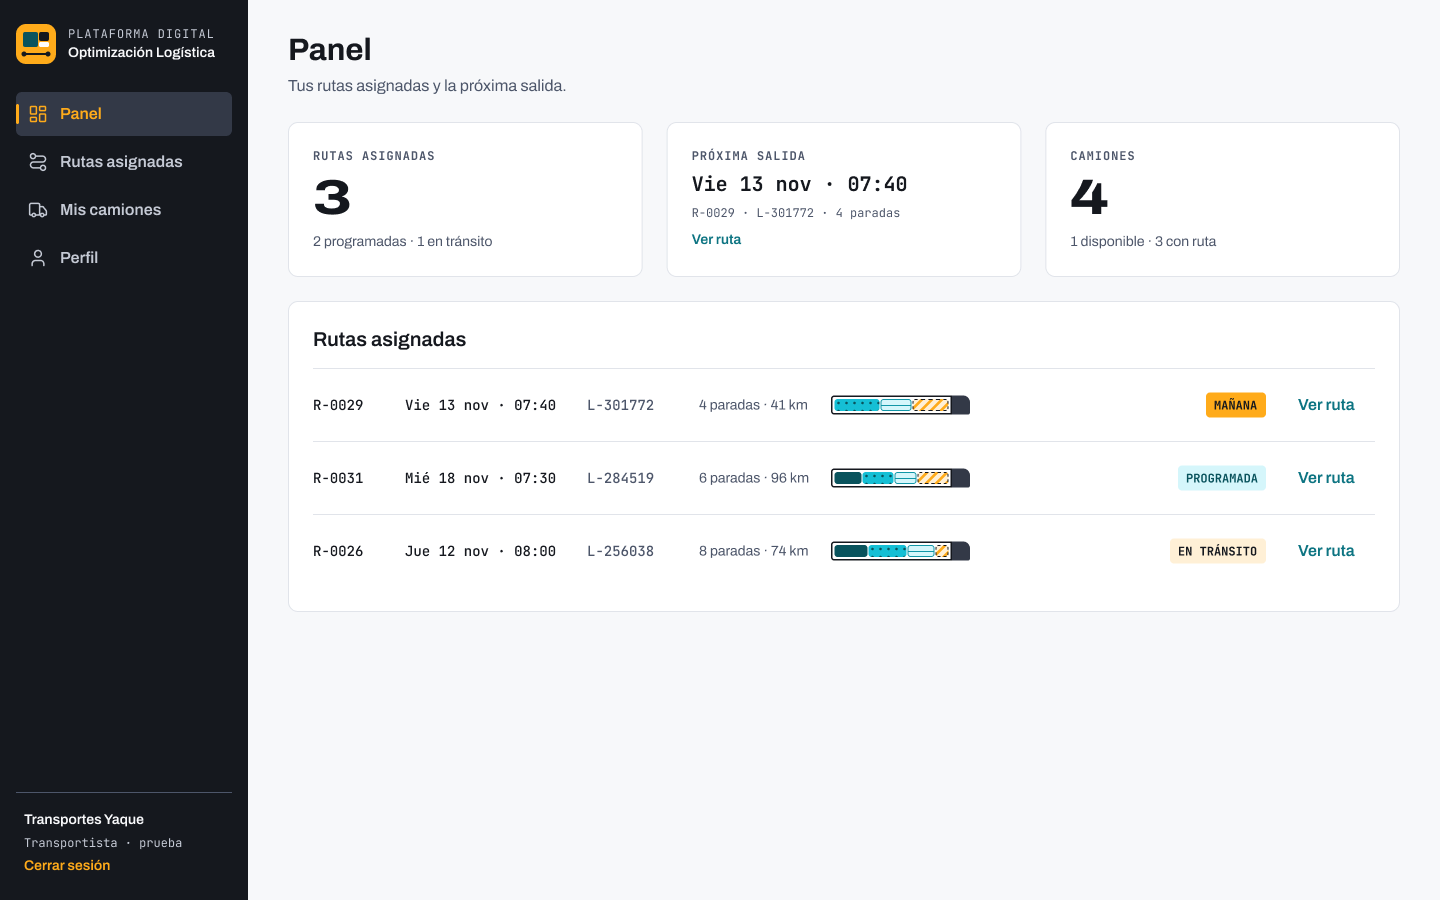 PLATAFORMA DIGITAL
Optimización Logística
Panel
Rutas asignadas
Mis camiones
Perfil
Transportes Yaque
Transportista · prueba
Cerrar sesión
Panel
Tus rutas asignadas y la próxima salida.
RUTAS ASIGNADAS
3
2 programadas · 1 en tránsito
PRÓXIMA SALIDA
Vie 13 nov · 07:40
R-0029 · L-301772 · 4 paradas
Ver ruta
CAMIONES
4
1 disponible · 3 con ruta
Rutas asignadas
R-0029 Vie 13 nov · 07:40 L-301772 4 paradas · 41 km MAÑANA Ver ruta
R-0031 Mié 18 nov · 07:30 L-284519 6 paradas · 96 km PROGRAMADA Ver ruta
R-0026 Jue 12 nov · 08:00 L-256038 8 paradas · 74 km EN TRÁNSITO Ver ruta